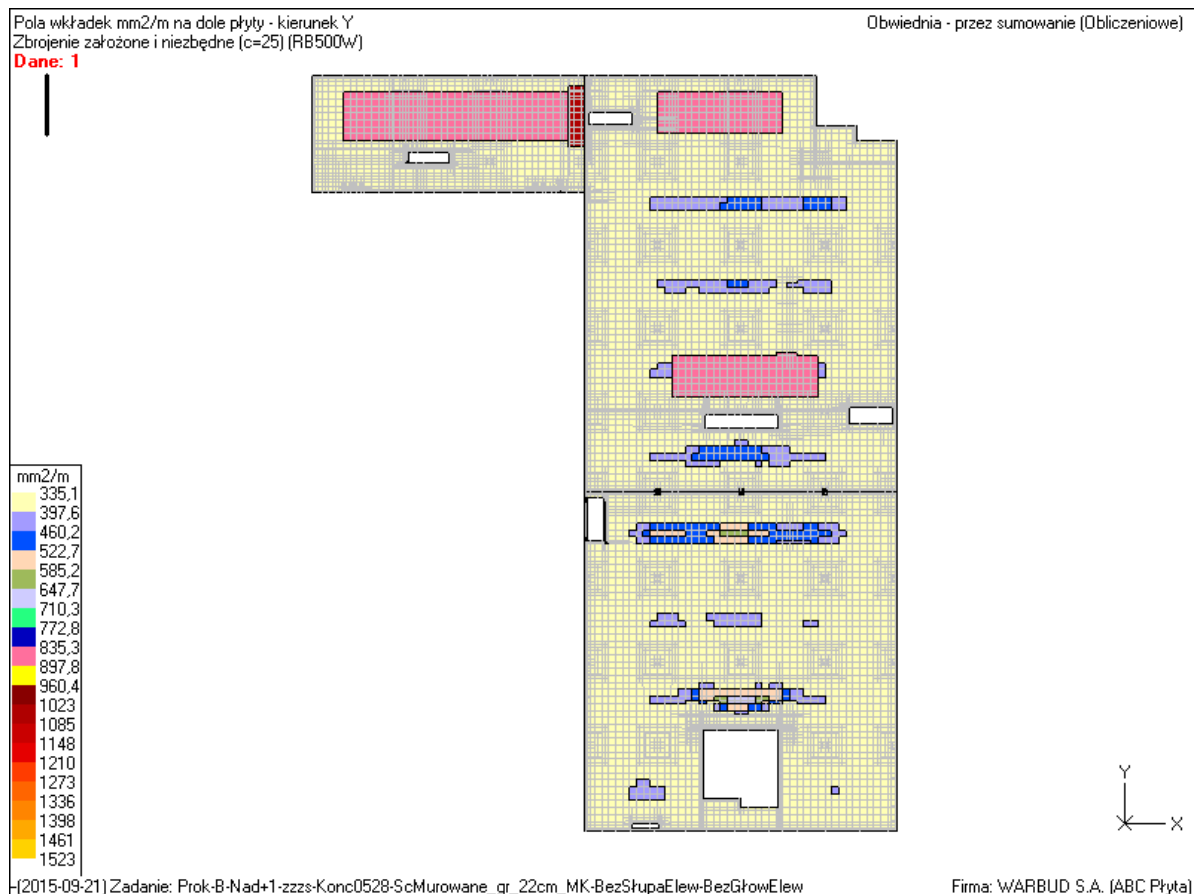 Pola wkładek mm2/m na dole płyty - kierunek Y
Obwiednia - przez sumowanie (Obliczeniowe)
Zbrojenie założone i niezbędne (c=25) (RB500W)
Dane: 1
mm2/m
335,1
397,6
460,2
522,7
585,2
647,7
710,3
772,8
835,3
897,8
960,4
1023
1085
1148
1210
1273
1336
1398
1461
1523
Y
X
(2015-09-21) Zadanie: Prok-B-Nad+1-zzzs-Konc0528-ScMurowane_gr_22cm_MK-BezSłupaElew-BezGłowElew
Firma: WARBUD S.A. (ABC Płyta)